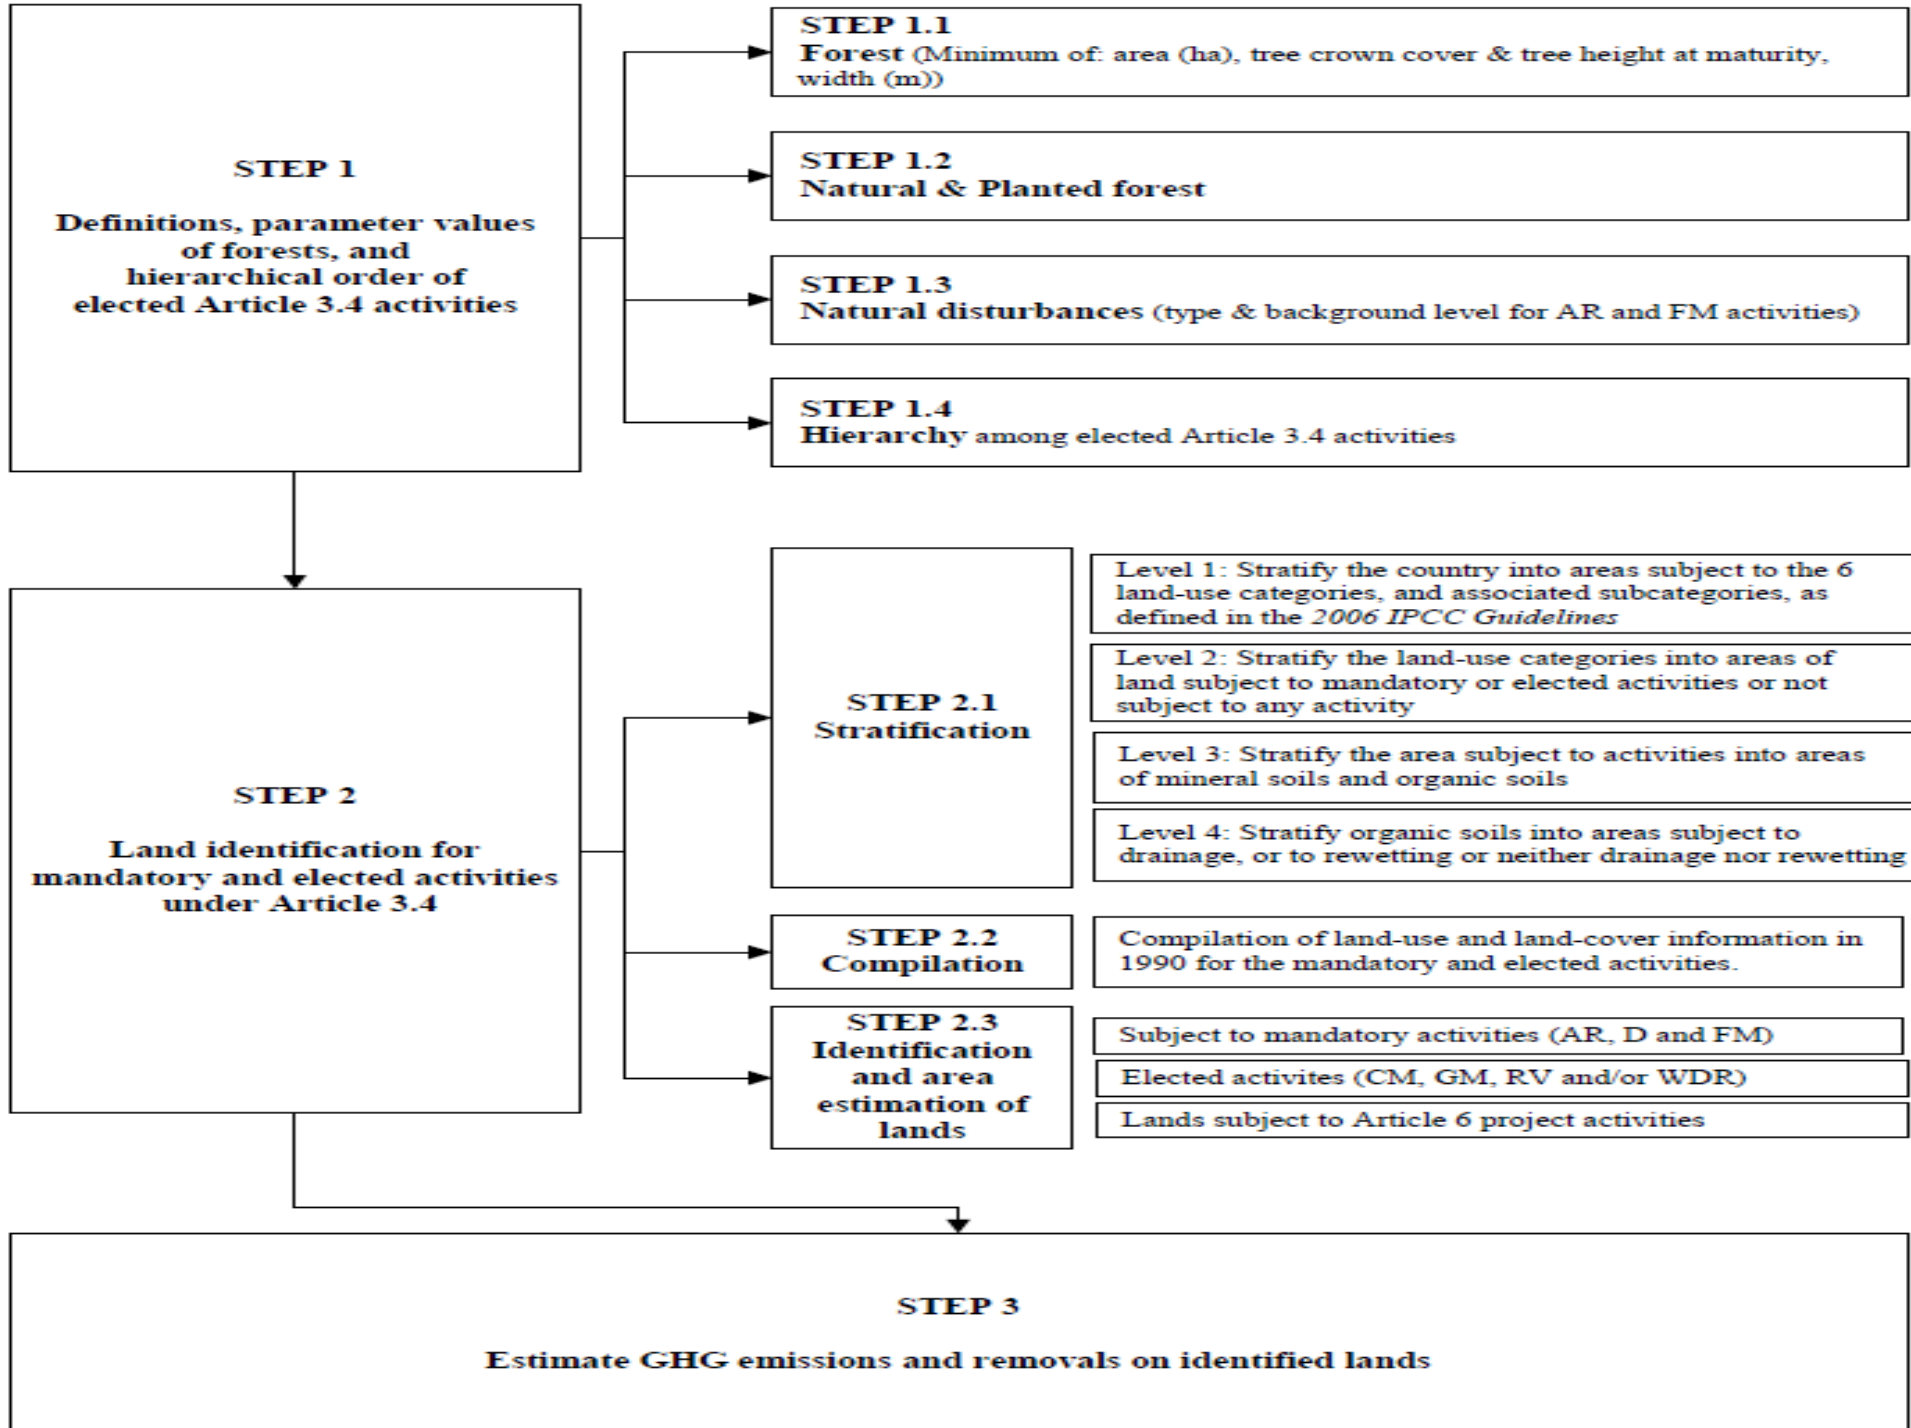 STEP 1
Definitions, parameter values
of forests, and
hierarchical order of
elected Article 3.4 activities
STEP 1.1
Forest (Minimum of: area (ha), tree crown cover & tree height at maturity,
width (m))
STEP 1.2
Natural & Planted forest
STEP 1.3
Natural disturbances (type & background level for AR and FM activities)
STEP 1.4
Hierarchy among elected Article 3.4 activities
STEP 2
Land identification for
mandatory and elected activities
under Article 3.4
STEP 2.1
Stratification
Level 1: Stratify the country into areas subject to the 6
land-use categories, and associated subcategories, as
defined in the 2006 IPCC Guidelines
Level 2: Stratify the land-use categories into areas of
land subject to mandatory or elected activities or not
subject to any activity
Level 3: Stratify the area subject to activities into areas
of mineral soils and organic soils
Level 4: Stratify organic soils into areas subject to
drainage, or to rewetting or neither drainage nor rewetting
STEP 2.2
Compilation
Compilation of land-use and land-cover information in
1990 for the mandatory and elected activities.
STEP 2.3
Identification
and area
estimation of
lands
Subject to mandatory activities (AR, D and FM)
Elected activites (CM, GM, RV and/or WDR)
Lands subject to Article 6 project activities
STEP 3
Estimate GHG emissions and removals on identified lands